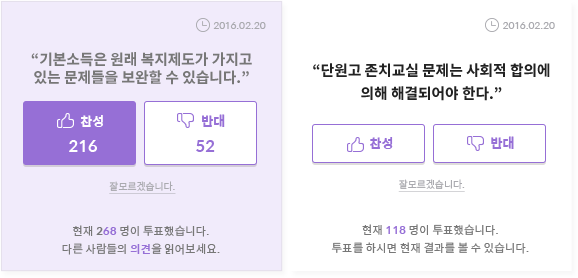 2016.02.20
“기본소득은 원래 복지제도가 가지고
있는 문제들을 보완할 수 있습니다.”
찬성
216
반대
52
잘모르겠습니다.
현재 268 명이 투표했습니다.
다른 사람들의 의견을 읽어보세요.
2016.02.20
“단원고 존치교실 문제는 사회적 합의에
의해 해결되어야 한다.”
찬성
반대
잘모르겠습니다.
현재 118 명이 투표했습니다.
투표를 하시면 현재 결과를 볼 수 있습니다.